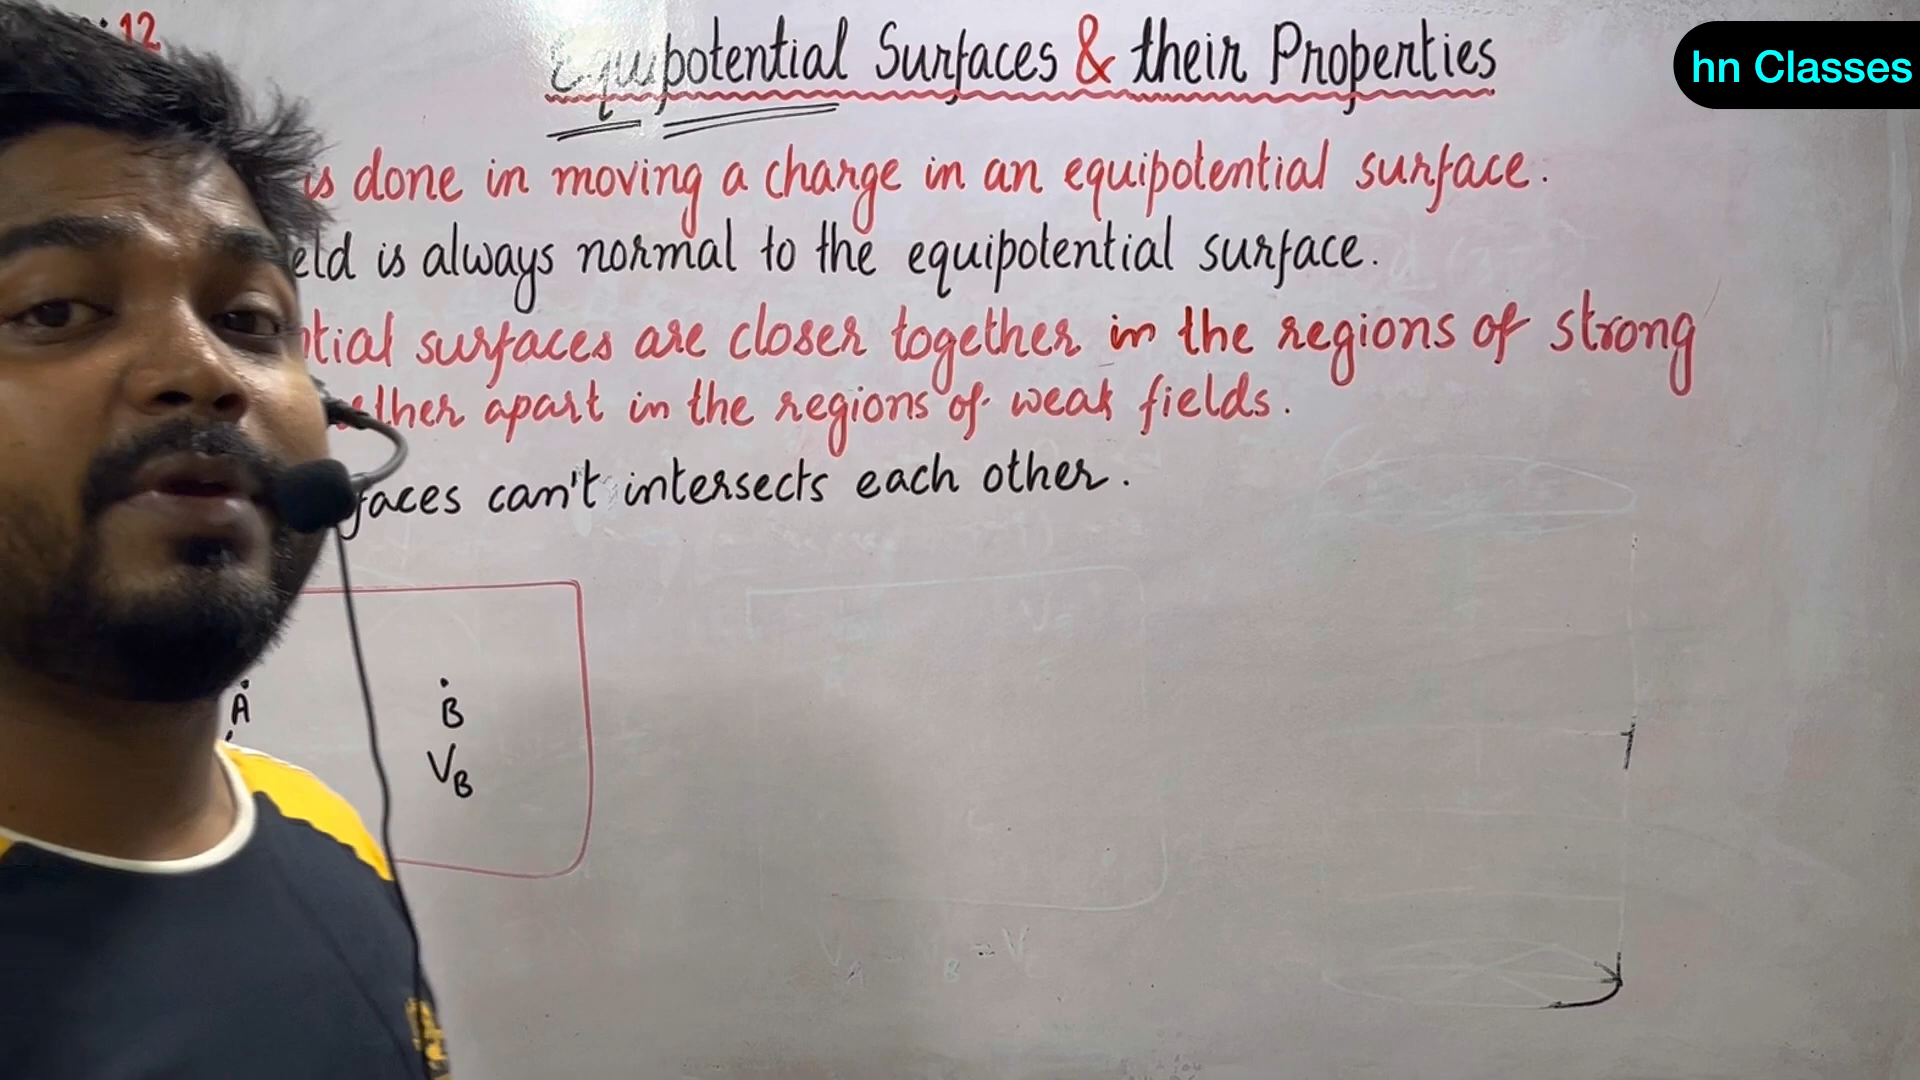 12
Equipotential Surfaces & their Properties
hn Classes
is done in moving a charge in an equipotential surface.
eld is always normal to the equipotential surface.
ntial surfaces are closer together in the regions of strong
ther apart in the regions of weak fields.
faces can't intersects each other.
A B
V_B